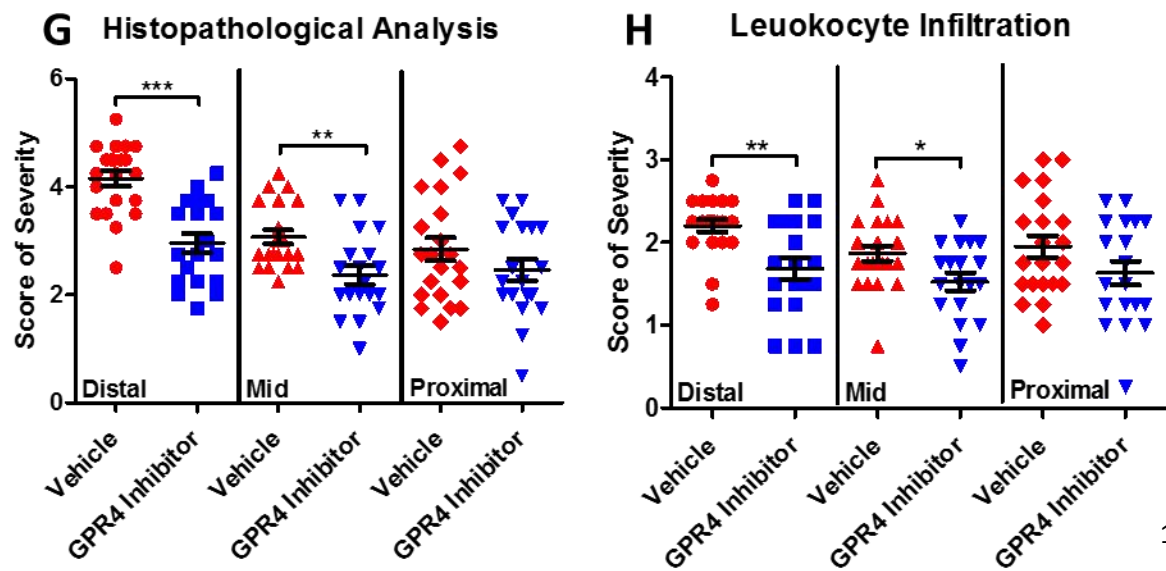 G Histopathological Analysis
Score of Severity
6
4
2
0
***
**
Distal
Mid
Proximal
Vehicle
GPR4 Inhibitor
Vehicle
GPR4 Inhibitor
Vehicle
GPR4 Inhibitor
H Leuokocyte Infiltration
Score of Severity
4
3
2
1
0
**
*
Distal
Mid
Proximal
Vehicle
GPR4 Inhibitor
Vehicle
GPR4 Inhibitor
Vehicle
GPR4 Inhibitor